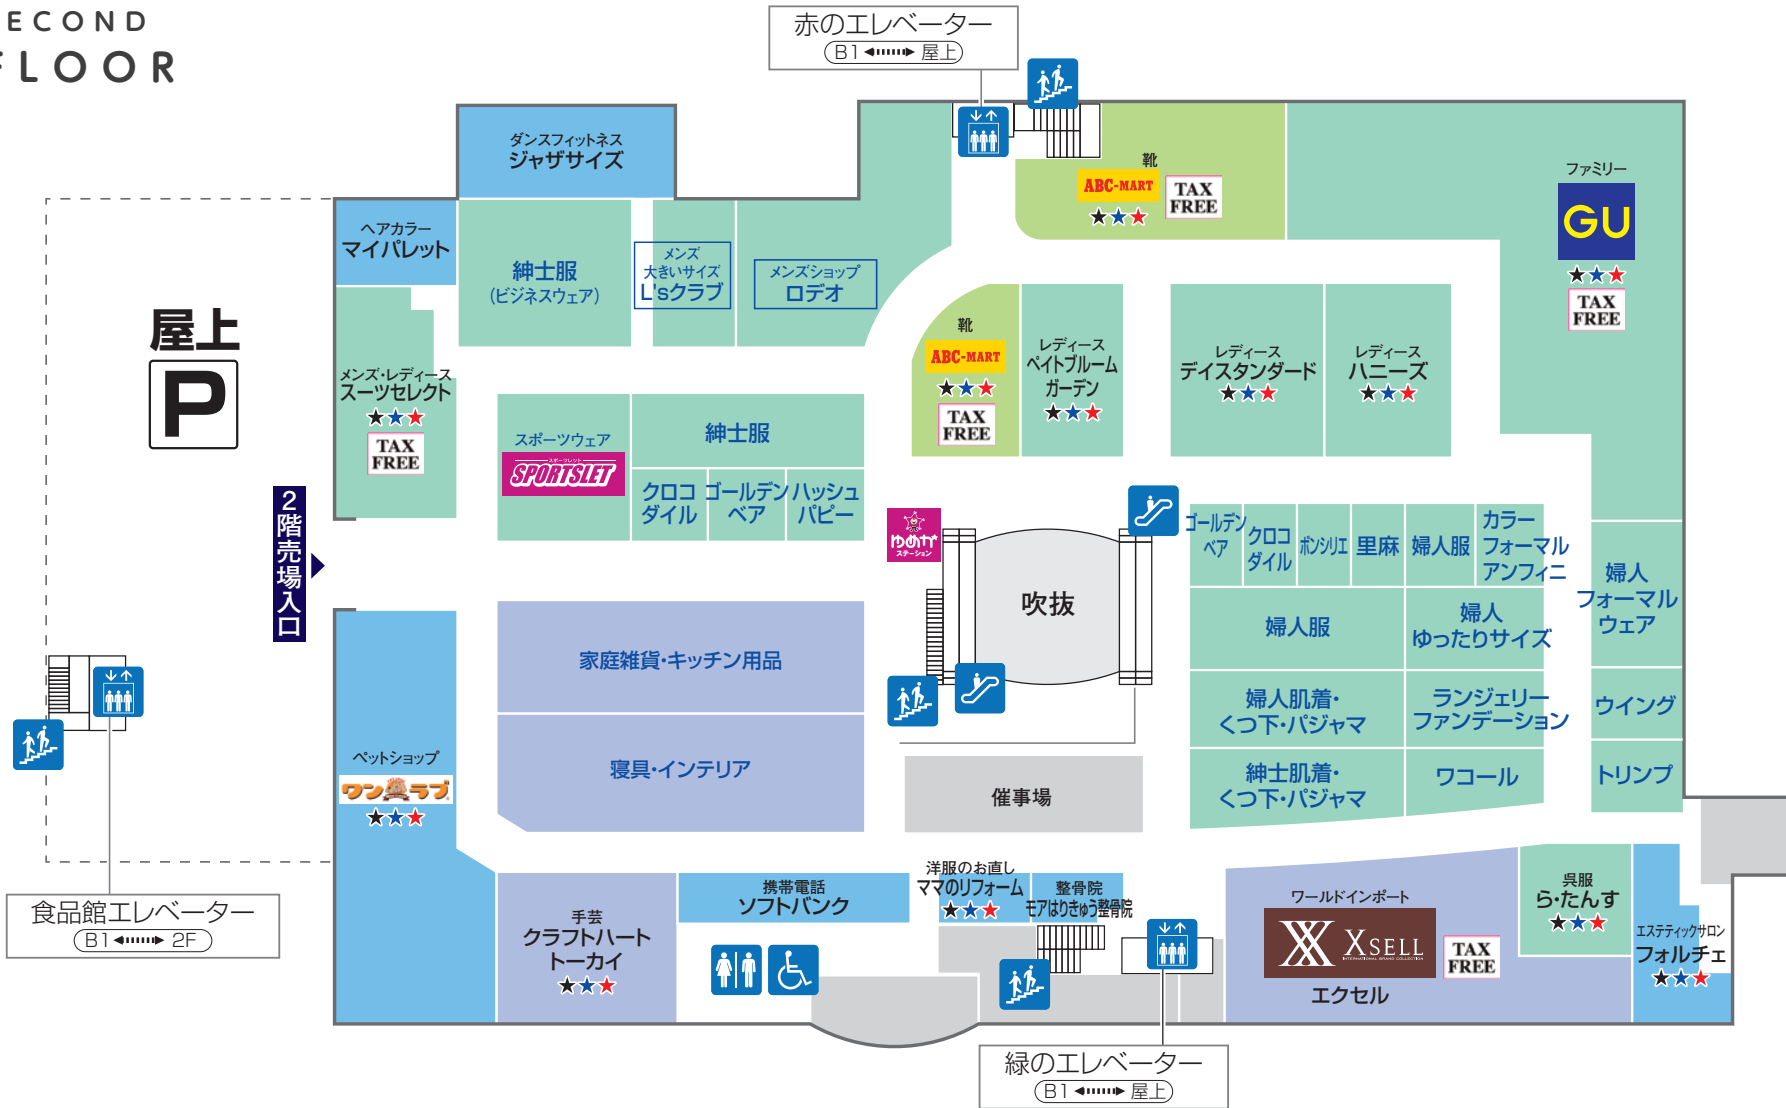 ECOND
FLOOR
赤のエレベーター
B1 ◀┅▶ 屋上
ダンスフィットネス
ジャザサイズ
ヘアカラー
マイパレット
紳士服
(ビジネスウェア)
メンズ
大きいサイズ
L'sクラブ
メンズショップ
ロデオ
靴
ABC-MART
TAX
FREE
★★★
ファミリー
GU
★★★
TAX
FREE
屋上
P
メンズ・レディース
スーツセレクト
★★★
TAX
FREE
靴
ABC-MART
★★★
TAX
FREE
レディース
ペイトブルーム
ガーデン
★★★
レディース
デイスタンダード
★★★
レディース
ハニーズ
★★★
スポーツウェア
スポーツレット
SPORTSLET
紳士服
クロコ
ダイル
ゴールデン
ベア
ハッシュ
パピー
2階売場入口
ゆめか
ステーション
吹抜
ゴールデン
ベア
クロコ
ダイル
ボンシリエ
里麻
婦人服
カラー
フォーマル
アンフィニ
婦人
フォーマル
ウェア
婦人服
婦人
ゆったりサイズ
家庭雑貨・キッチン用品
婦人肌着・
くつ下・パジャマ
ランジェリー
ファンデーション
ウイング
寝具・インテリア
紳士肌着・
くつ下・パジャマ
ワコール
トリンプ
催事場
ペットショップ
ワンラブ
★★★
食品館エレベーター
B1 ◀┅▶ 2F
手芸
クラフトハート
トーカイ
★★★
携帯電話
ソフトバンク
洋服のお直し
ママのリフォーム
★★★
整骨院
モアはりきゅう整骨院
ワールドインポート
XSELL
INTERNATIONAL BRAND COLLECTION
エクセル
TAX
FREE
呉服
ら・たんす
★★★
エステティックサロン
フォルチェ
★★★
緑のエレベーター
B1 ◀┅▶ 屋上